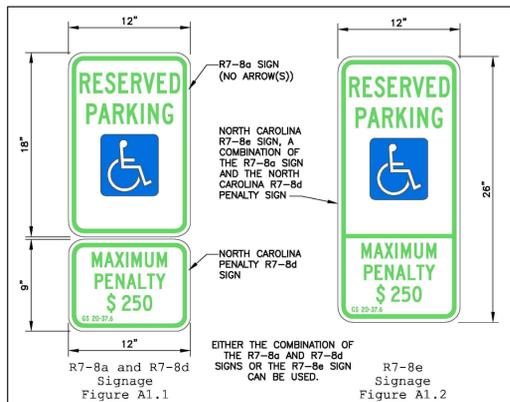 12"
RESERVED
PARKING
18"
R7-8a SIGN
(NO ARROW(S))
NORTH CAROLINA
R7-8e SIGN, A
COMBINATION OF
THE R7-8a SIGN
AND THE NORTH
CAROLINA R7-8d
PENALTY SIGN
MAXIMUM
PENALTY
$ 250
GS 20-37.6
9"
12"
NORTH CAROLINA
PENALTY R7-8d
SIGN
R7-8a and R7-8d
Signage
Figure A1.1
EITHER THE COMBINATION OF
THE R7-8a AND R7-8d
SIGNS OR THE R7-8e SIGN
CAN BE USED.
12"
RESERVED
PARKING
MAXIMUM
PENALTY
$ 250
GS 20-37.6
26"
R7-8e
Signage
Figure A1.2